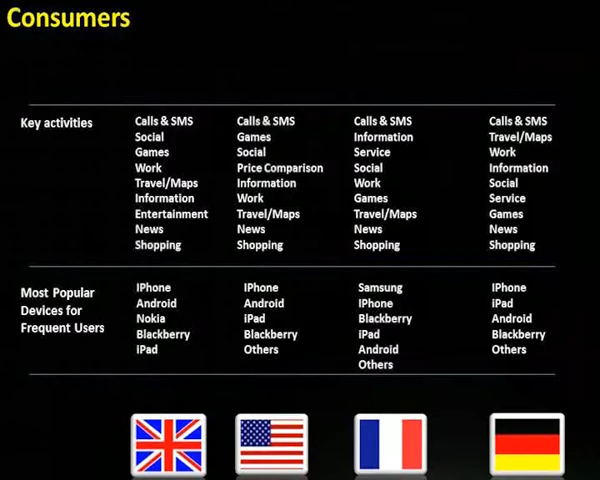 Consumers
Key activities
Calls & SMS
Social
Games
Work
Travel/Maps
Information
Entertainment
News
Shopping
Calls & SMS
Games
Social
Price Comparison
Information
Work
Travel/Maps
News
Shopping
Calls & SMS
Information
Service
Social
Work
Games
Travel/Maps
News
Shopping
Calls & SMS
Travel/Maps
Work
Information
Social
Service
Games
News
Shopping
Most Popular
Devices for
Frequent Users
IPhone
Android
Nokia
Blackberry
iPad
IPhone
Android
iPad
Blackberry
Others
Samsung
IPhone
Blackberry
iPad
Android
Others
IPhone
iPad
Android
Blackberry
Others